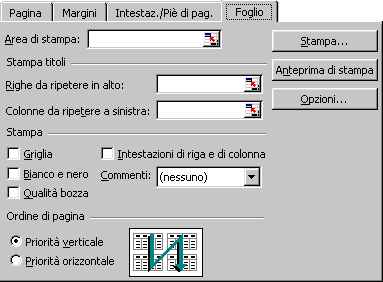 Pagina Margini Intestaz./Piè di pag. Foglio
Area di stampa:
Stampa...
Stampa titoli
Anteprima di stampa
Righe da ripetere in alto:
Opzioni...
Colonne da ripetere a sinistra:
Stampa
Griglia Intestazioni di riga e di colonna
Bianco e nero Commenti: (nessuno)
Qualità bozza
Ordine di pagina
Priorità verticale
Priorità orizzontale